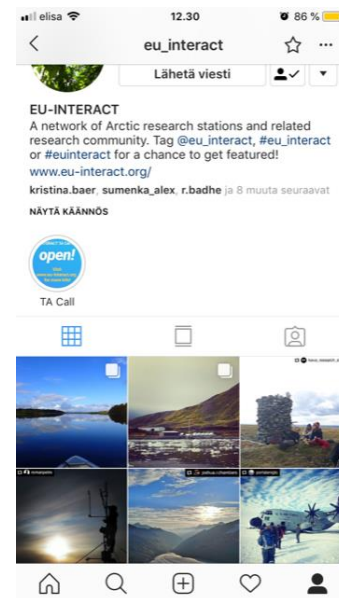 elisa 12.30 86 %
eu_interact
Lähetä viesti
EU-INTERACT
A network of Arctic research stations and related
research community. Tag @eu_interact, #eu_interact
or #euinteract for a chance to get featured!
www.eu-interact.org/
kristina.baer, sumenka_alex, r.badhe ja 8 muuta seuraavat
NÄYTÄ KÄÄNNÖS
open!
TA Call